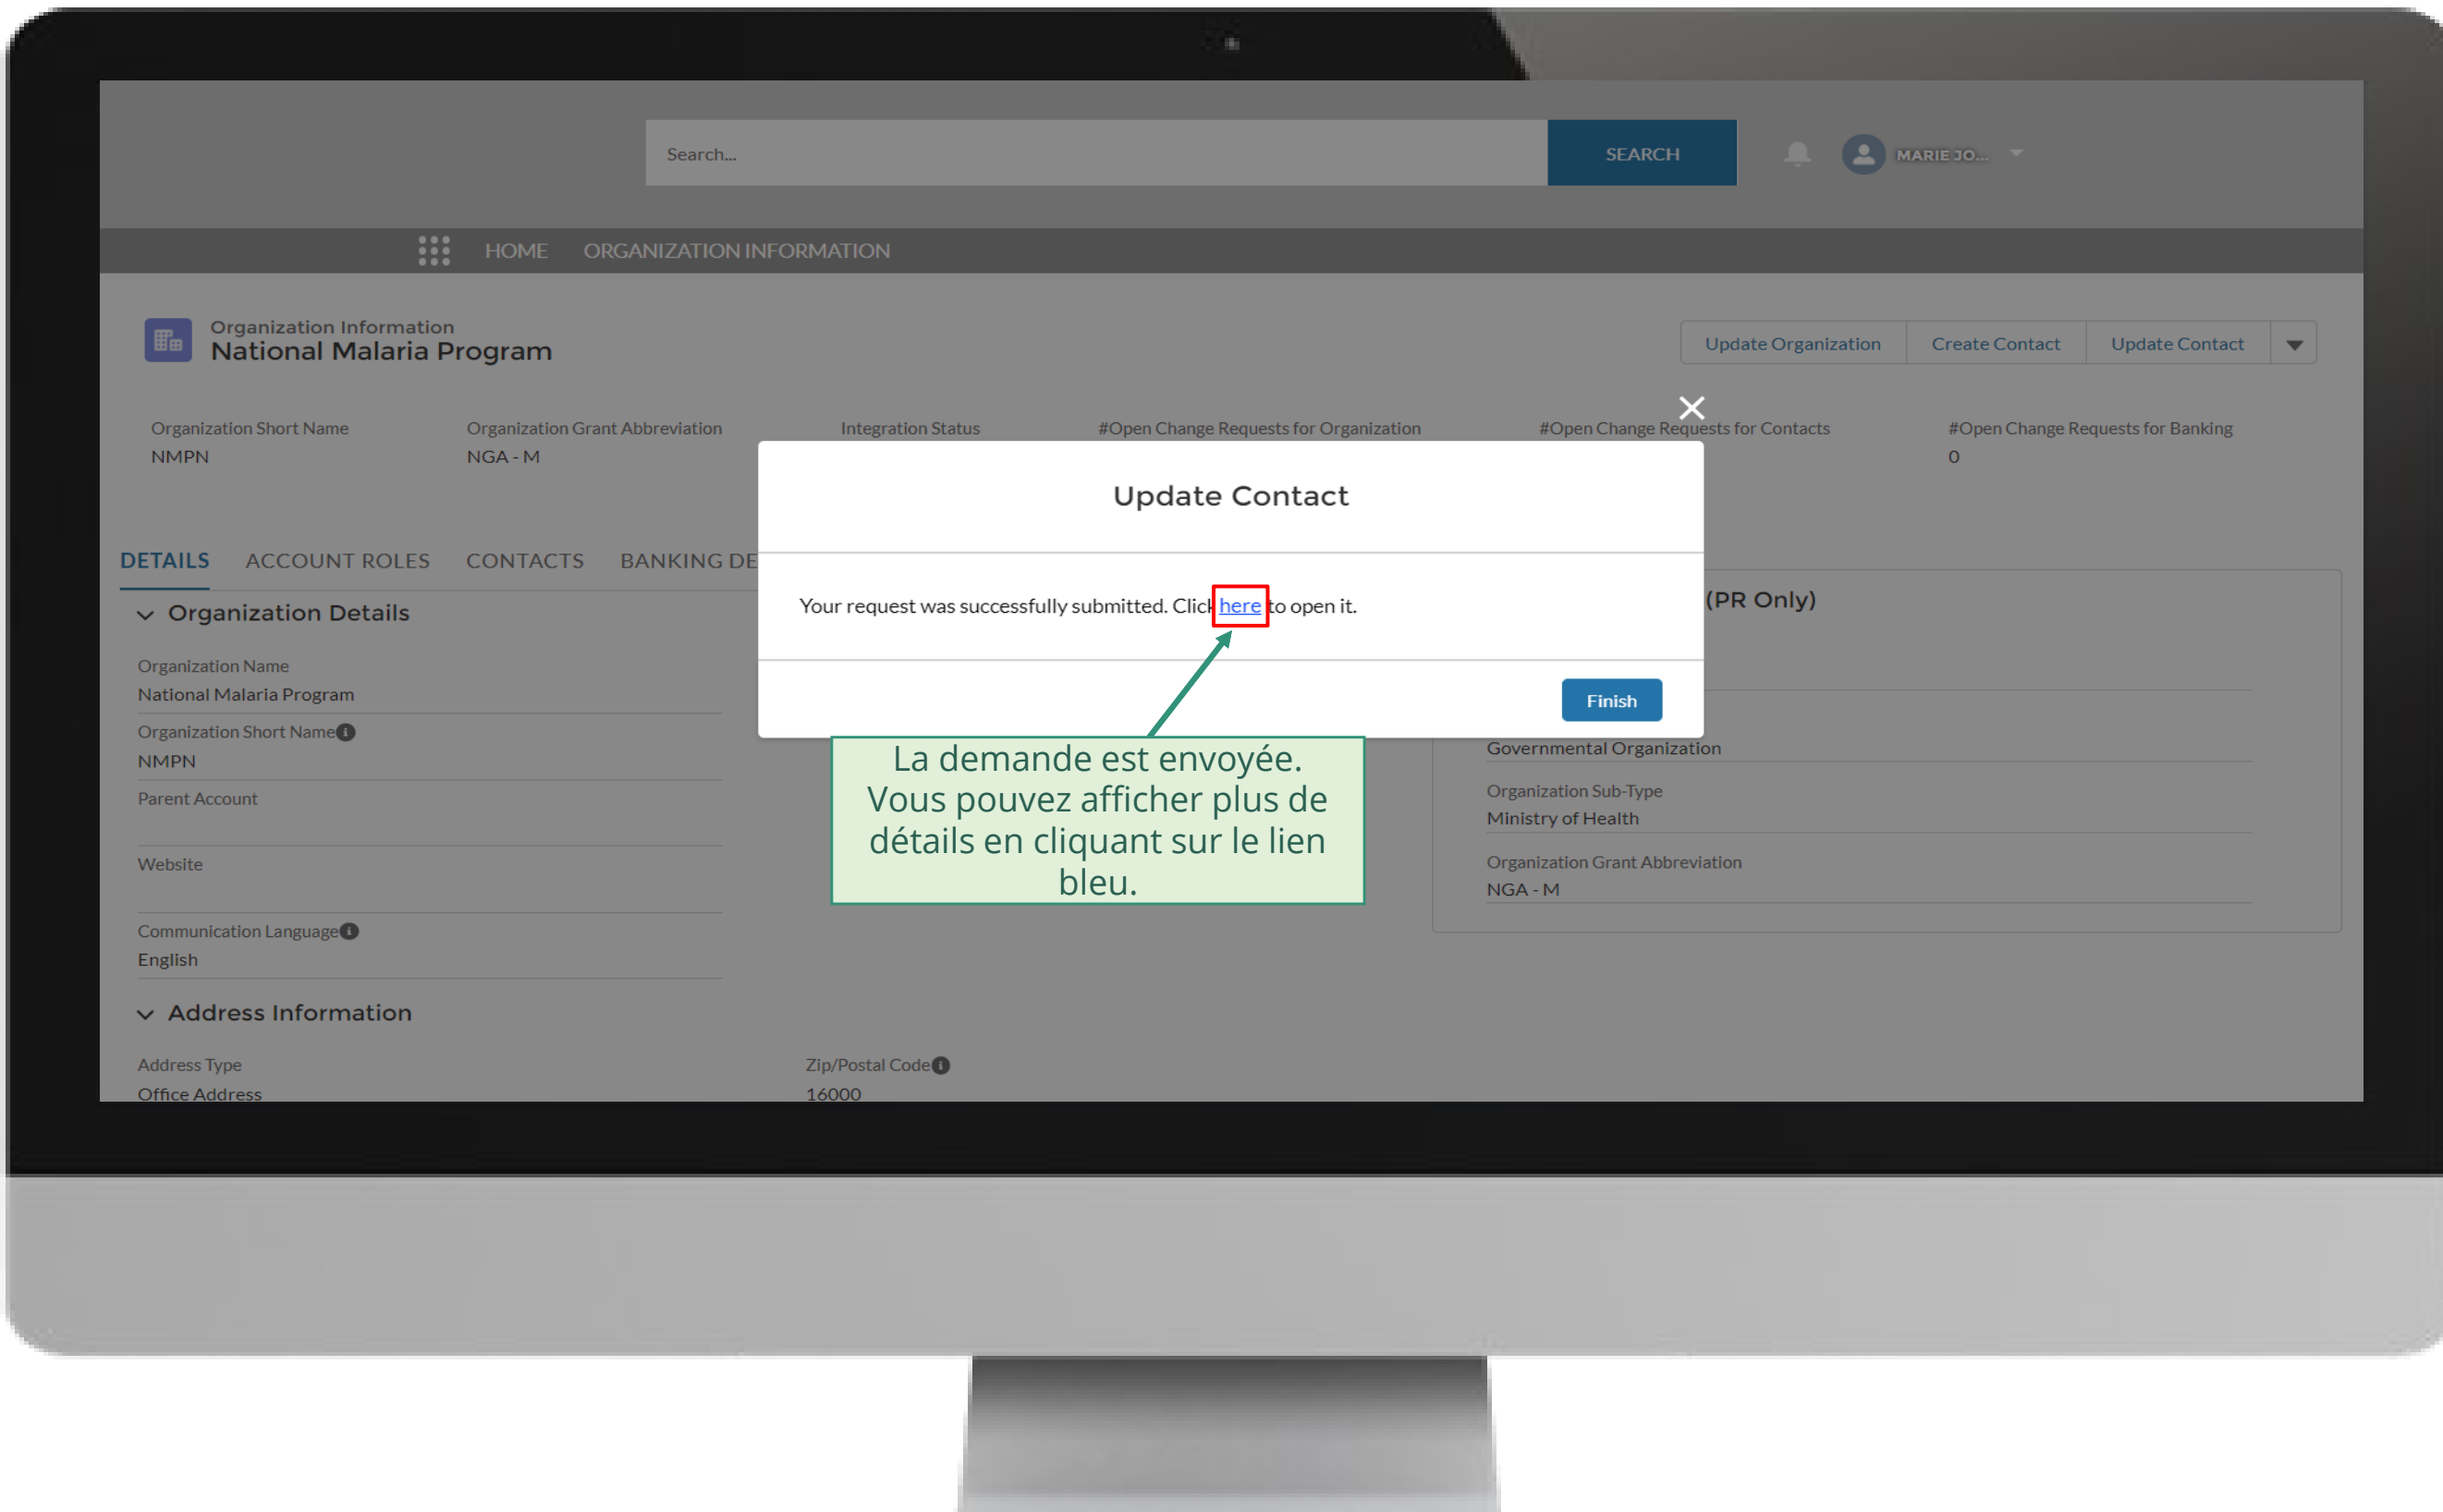 Search...
SEARCH
MARIE JO...
HOME ORGANIZATION INFORMATION
Organization Information
National Malaria Program
Update Organization Create Contact Update Contact
Organization Short Name
NMPN
Organization Grant Abbreviation
NGA - M
Integration Status
#Open Change Requests for Organization
#Open Change Requests for Contacts
#Open Change Requests for Banking
0
Update Contact
Your request was successfully submitted. Click here to open it.
Finish
La demande est envoyée.
Vous pouvez afficher plus de
détails en cliquant sur le lien
bleu.
DETAILS ACCOUNT ROLES CONTACTS BANKING DE
Organization Details
Organization Name
National Malaria Program
Organization Short Name
NMPN
Parent Account
Website
Communication Language
English
(PR Only)
Governmental Organization
Organization Sub-Type
Ministry of Health
Organization Grant Abbreviation
NGA - M
Address Information
Address Type
Office Address
Zip/Postal Code
16000